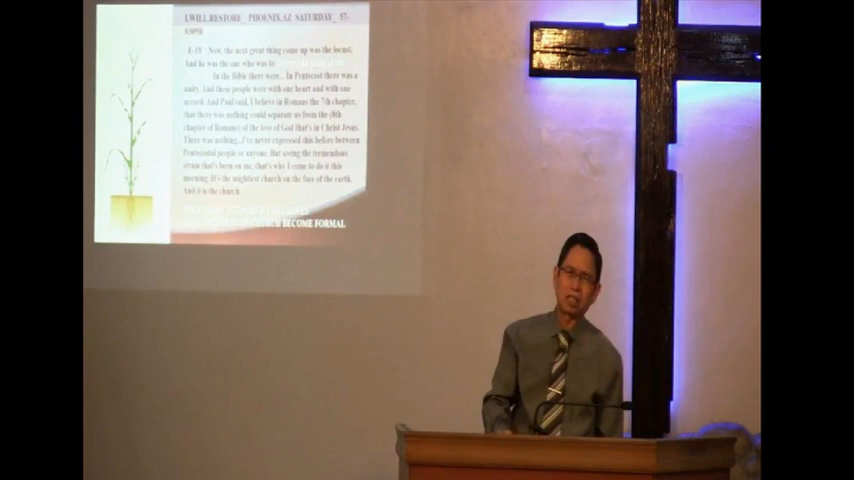 I.WILL.RESTORE_ PHOENIX.AZ SATURDAY_ 57-
E-19 Now, the next great thing come up was the locust.
And he was the one who was to
In the Bible there were... In Pentecost there was a
unity. And these people were with one heart and with one
accord. And Paul said, I believe in Romans the 7th chapter,
that there was nothing could separate us from the (8th
chapter of Romans) of the love of God that's in Christ Jesus.
There was nothing...I've never expressed this before between
Pentecostal people or anyone. But seeing the tremendous
strain that's been on me, that's why I come to do it this
morning. It's the mightiest church on the face of the earth.
And it is the church.
BECOME FORMAL